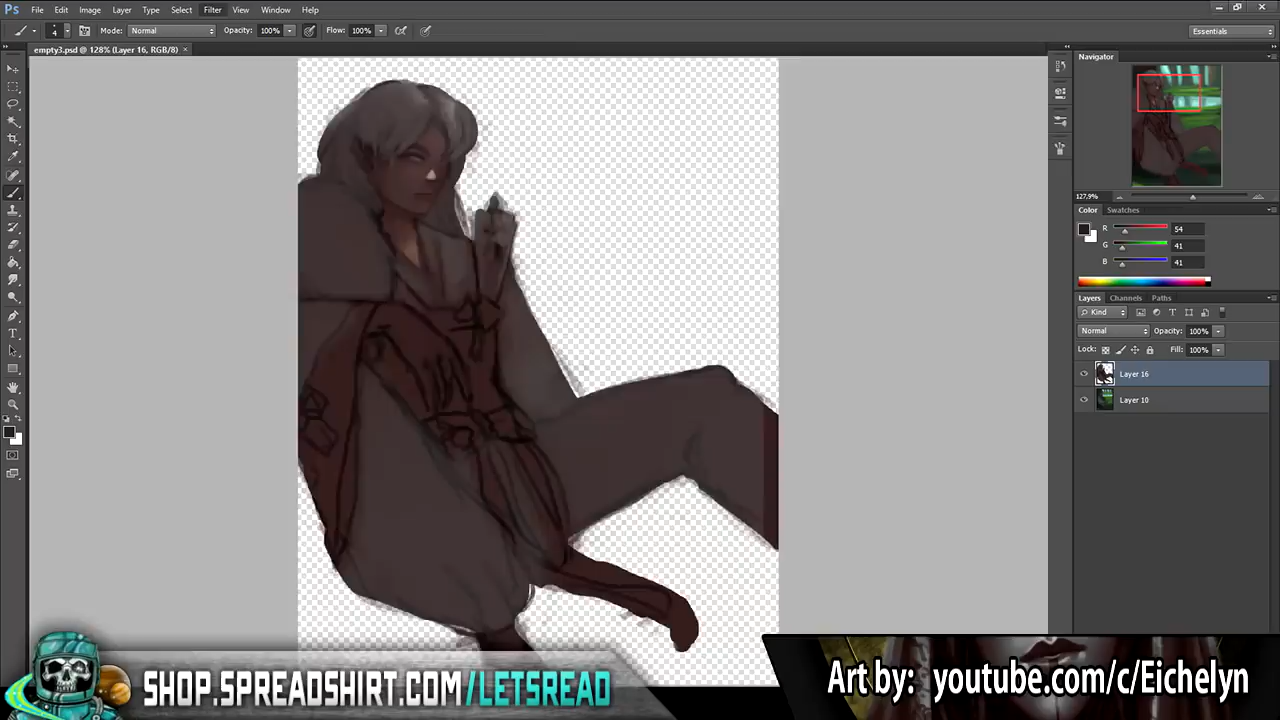 Ps File Edit Image Layer Type Select Filter View Window Help
4 Mode: Normal Opacity: 100% Flow: 100% Essentials
empty3.psd @ 128% (Layer 16, RGB/8) ×
Navigator
127,9%
Color Swatches
R 54
G 41
B 41
Layers Channels Paths
Kind
Normal Opacity: 100%
Lock: Fill: 100%
Layer 16
Layer 10
SHOP.SPREADSHIRT.COM/LETSREAD
Art by: youtube.com/c/Eichelyn